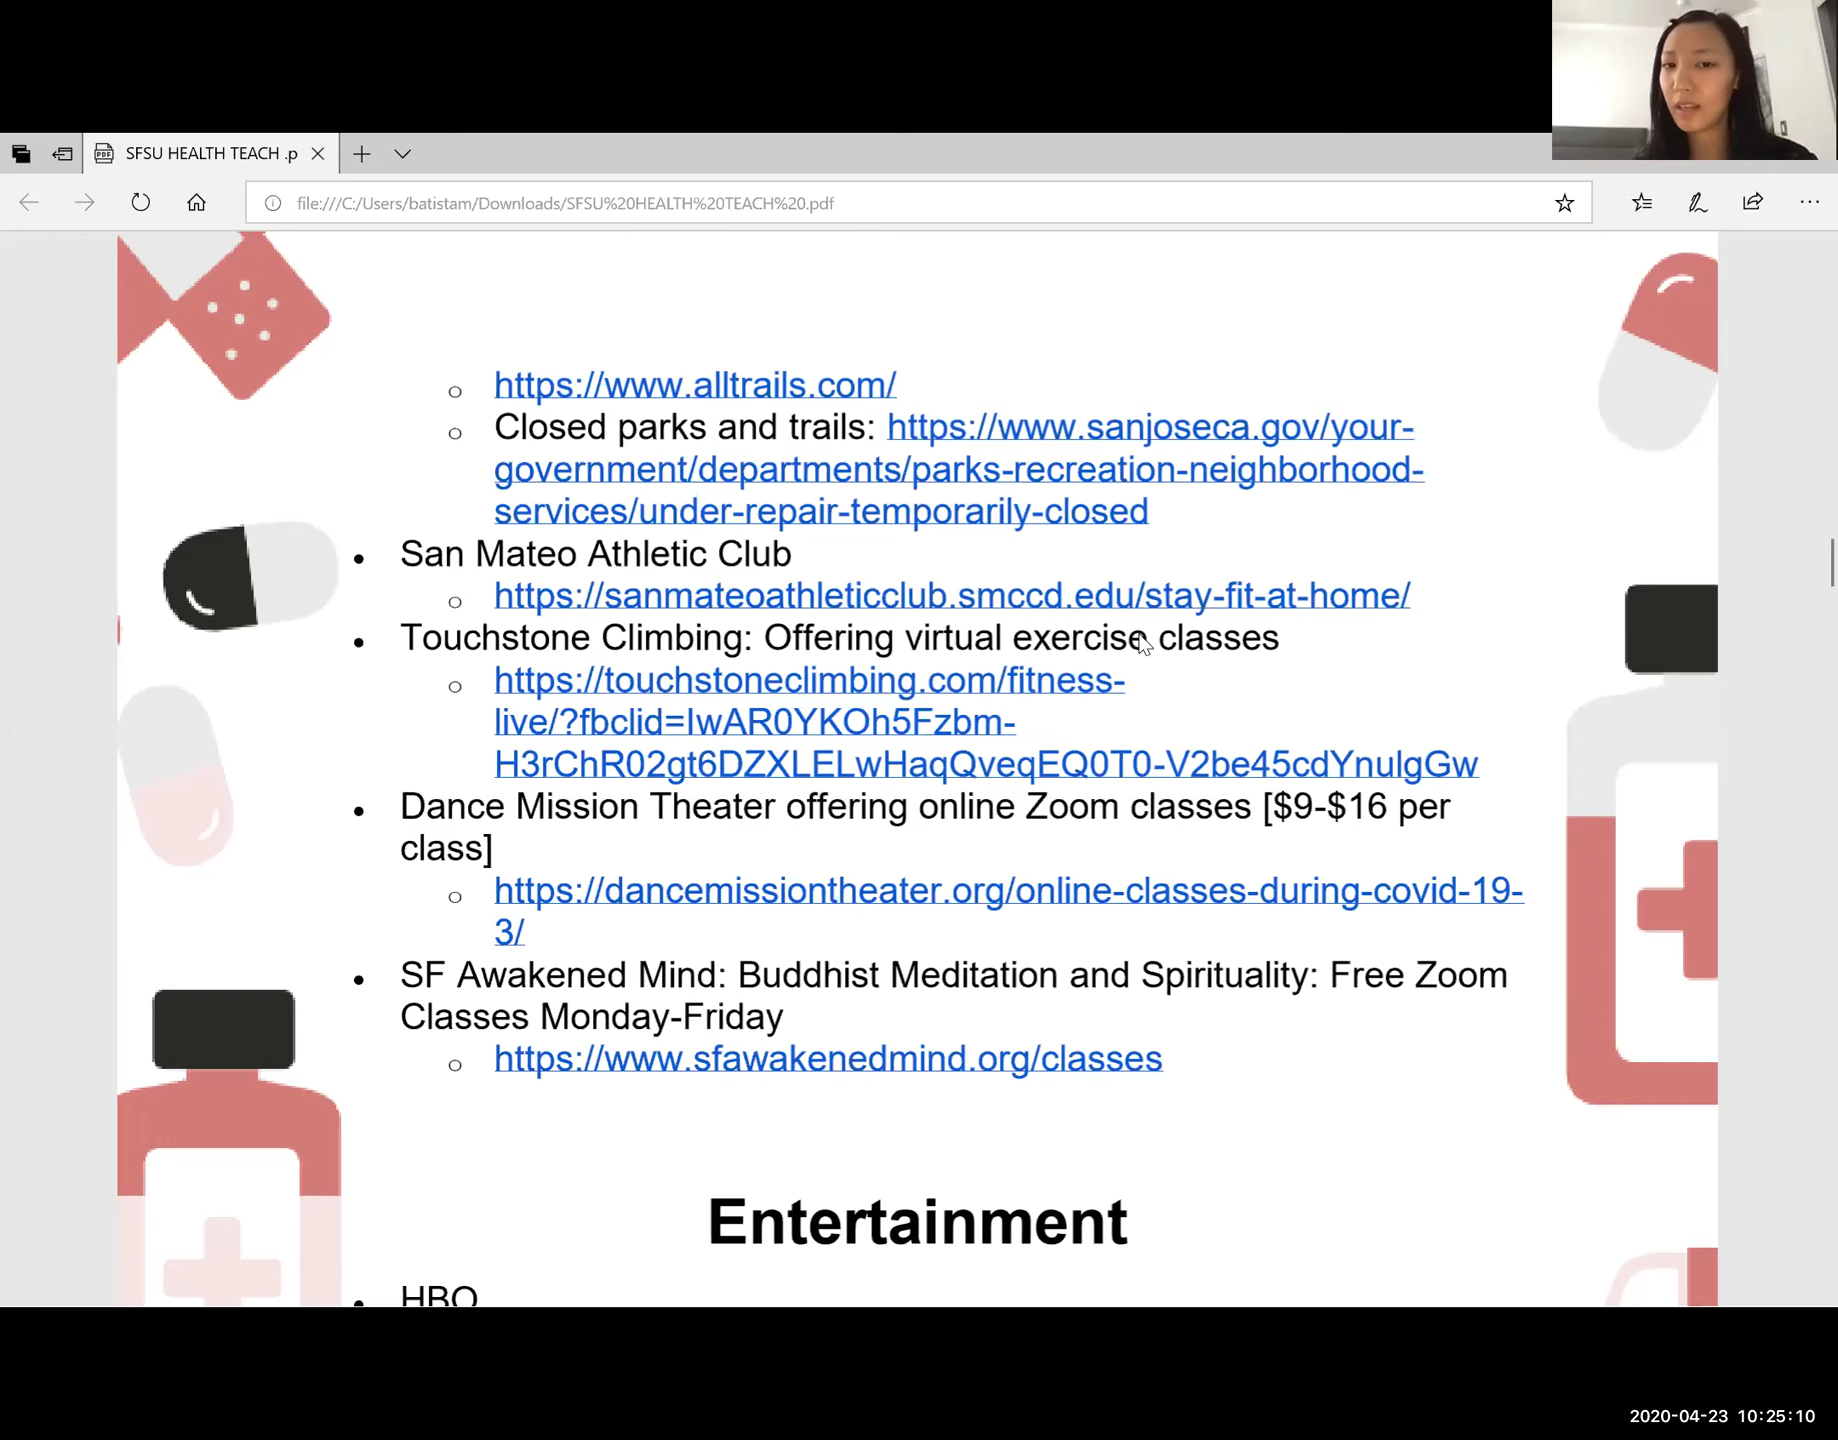 SFSU HEALTH TEACH .p
file:///C:/Users/batistam/Downloads/SFSU%20HEALTH%20TEACH%20.pdf
https://www.alltrails.com/
Closed parks and trails: https://www.sanjoseca.gov/your-
government/departments/parks-recreation-neighborhood-
services/under-repair-temporarily-closed
San Mateo Athletic Club
https://sanmateoathleticclub.smccd.edu/stay-fit-at-home/
Touchstone Climbing: Offering virtual exercise classes
https://touchstoneclimbing.com/fitness-
live/?fbclid=IwAR0YKOh5Fzbm-
H3rChR02gt6DZXLELwHaqQveqEQ0T0-V2be45cdYnulgGw
Dance Mission Theater offering online Zoom classes [$9-$16 per
class]
https://dancemissiontheater.org/online-classes-during-covid-19-
3/
SF Awakened Mind: Buddhist Meditation and Spirituality: Free Zoom
Classes Monday-Friday
https://www.sfawakenedmind.org/classes
Entertainment
HBO
2020-04-23 10:25:10